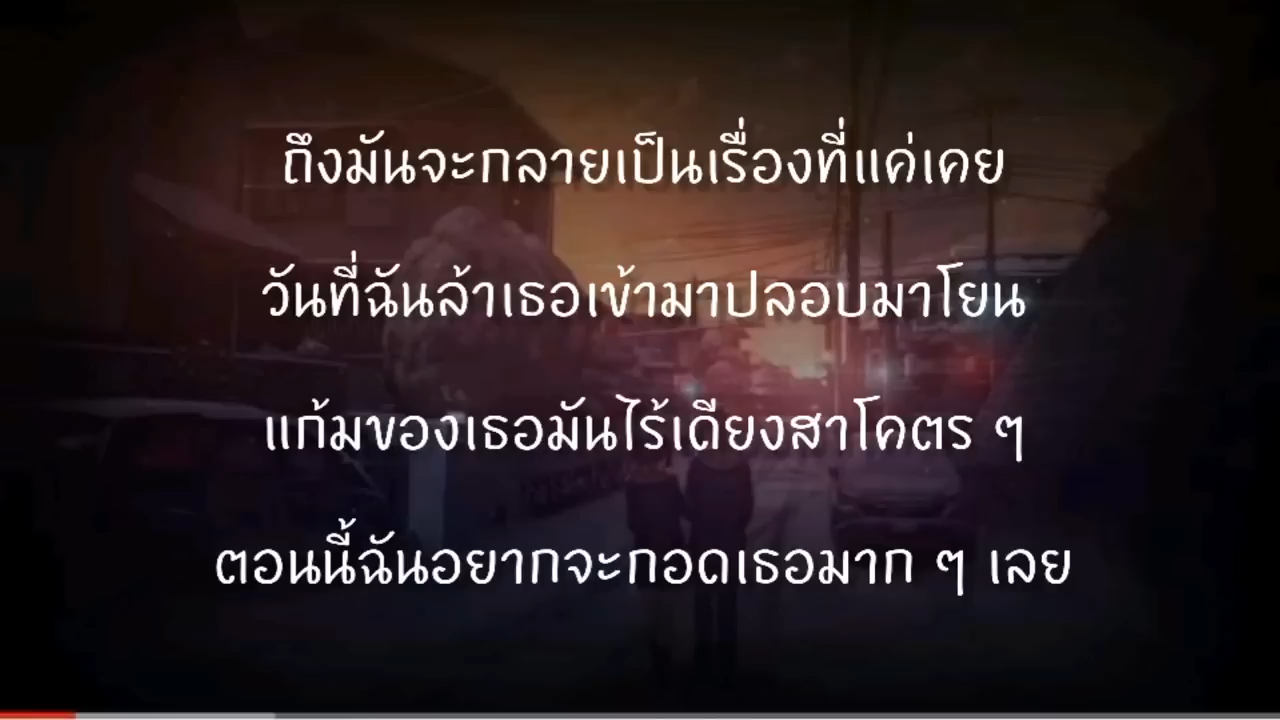 ถึงมันจะกลายเป็นเรื่องที่แค่เคย
วันที่ฉันล้าเธอเข้ามาปลอบมาโยน
แก้มของเธอมันไร้เดียงสาโคตร ๆ
ตอนนี้ฉันอยากจะกอดเธอมาก ๆ เลย